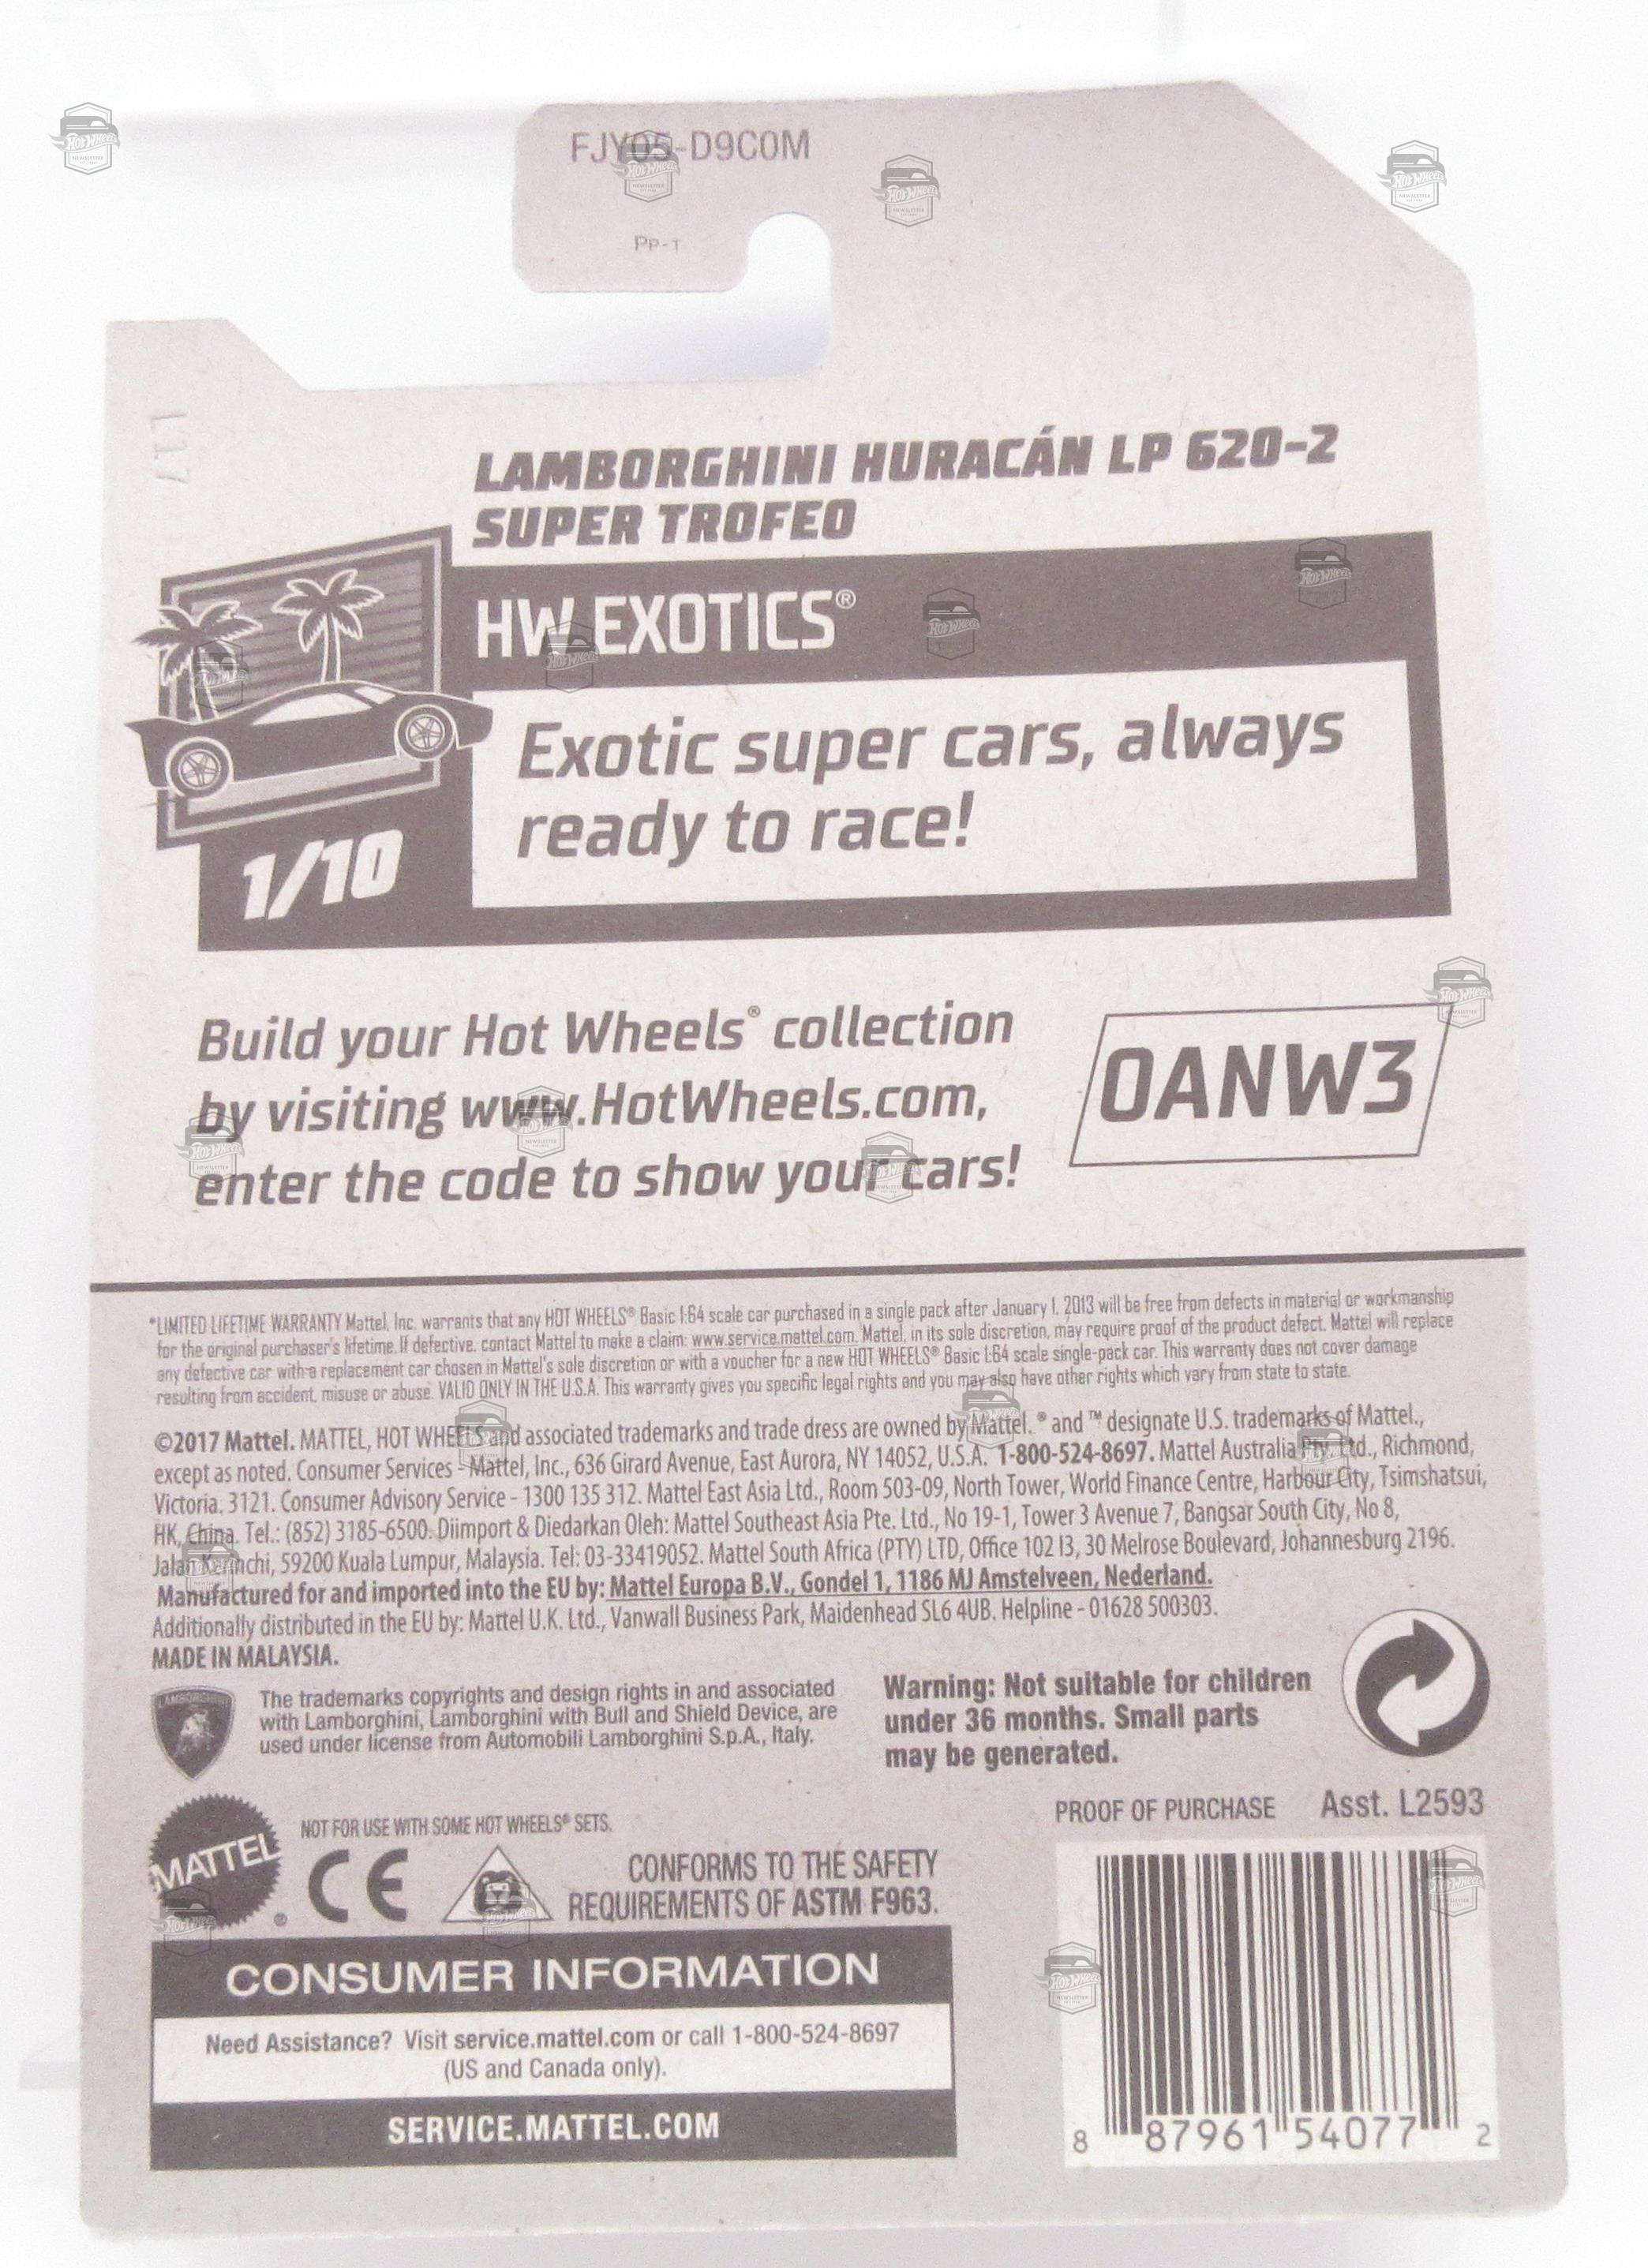 FJY05-D9C0M
Pp-1
L17
LAMBORGHINI HURACÁN LP 620-2
SUPER TROFEO
HW EXOTICS®
Exotic super cars, always
ready to race!
1/10
Build your Hot Wheels® collection
by visiting www.HotWheels.com,
enter the code to show your cars!
0ANW3
*LIMITED LIFETIME WARRANTY Mattel, Inc. warrants that any HOT WHEELS® Basic 1:64 scale car purchased in a single pack after January 1, 2013 will be free from defects in material or workmanship
for the original purchaser's lifetime. If defective, contact Mattel to make a claim: www.service.mattel.com. Mattel, in its sole discretion, may require proof of the product defect. Mattel will replace
any defective car with a replacement car chosen in Mattel's sole discretion or with a voucher for a new HOT WHEELS® Basic 1:64 scale single-pack car. This warranty does not cover damage
resulting from accident, misuse or abuse. VALID ONLY IN THE U.S.A. This warranty gives you specific legal rights and you may also have other rights which vary from state to state.
©2017 Mattel. MATTEL, HOT WHEELS and associated trademarks and trade dress are owned by Mattel. ® and ™ designate U.S. trademarks of Mattel.,
except as noted. Consumer Services - Mattel, Inc., 636 Girard Avenue, East Aurora, NY 14052, U.S.A. 1-800-524-8697. Mattel Australia Pty. Ltd., Richmond,
Victoria. 3121. Consumer Advisory Service - 1300 135 312. Mattel East Asia Ltd., Room 503-09, North Tower, World Finance Centre, Harbour City, Tsimshatsui,
HK, China. Tel.: (852) 3185-6500. Diimport & Diedarkan Oleh: Mattel Southeast Asia Pte. Ltd., No 19-1, Tower 3 Avenue 7, Bangsar South City, No 8,
Jalan Kerinchi, 59200 Kuala Lumpur, Malaysia. Tel: 03-33419052. Mattel South Africa (PTY) LTD, Office 102 I3, 30 Melrose Boulevard, Johannesburg 2196.
Manufactured for and imported into the EU by: Mattel Europa B.V., Gondel 1, 1186 MJ Amstelveen, Nederland.
Additionally distributed in the EU by: Mattel U.K. Ltd., Vanwall Business Park, Maidenhead SL6 4UB. Helpline - 01628 500303.
MADE IN MALAYSIA.
LAMBORGHINI
The trademarks copyrights and design rights in and associated
with Lamborghini, Lamborghini with Bull and Shield Device, are
used under license from Automobili Lamborghini S.p.A., Italy.
Warning: Not suitable for children
under 36 months. Small parts
may be generated.
PROOF OF PURCHASE Asst. L2593
MATTEL®
NOT FOR USE WITH SOME HOT WHEELS® SETS.
CE
CONFORMS TO THE SAFETY
REQUIREMENTS OF ASTM F963.
CONSUMER INFORMATION
Need Assistance? Visit service.mattel.com or call 1-800-524-8697
(US and Canada only).
SERVICE.MATTEL.COM
8 87961 54077 2